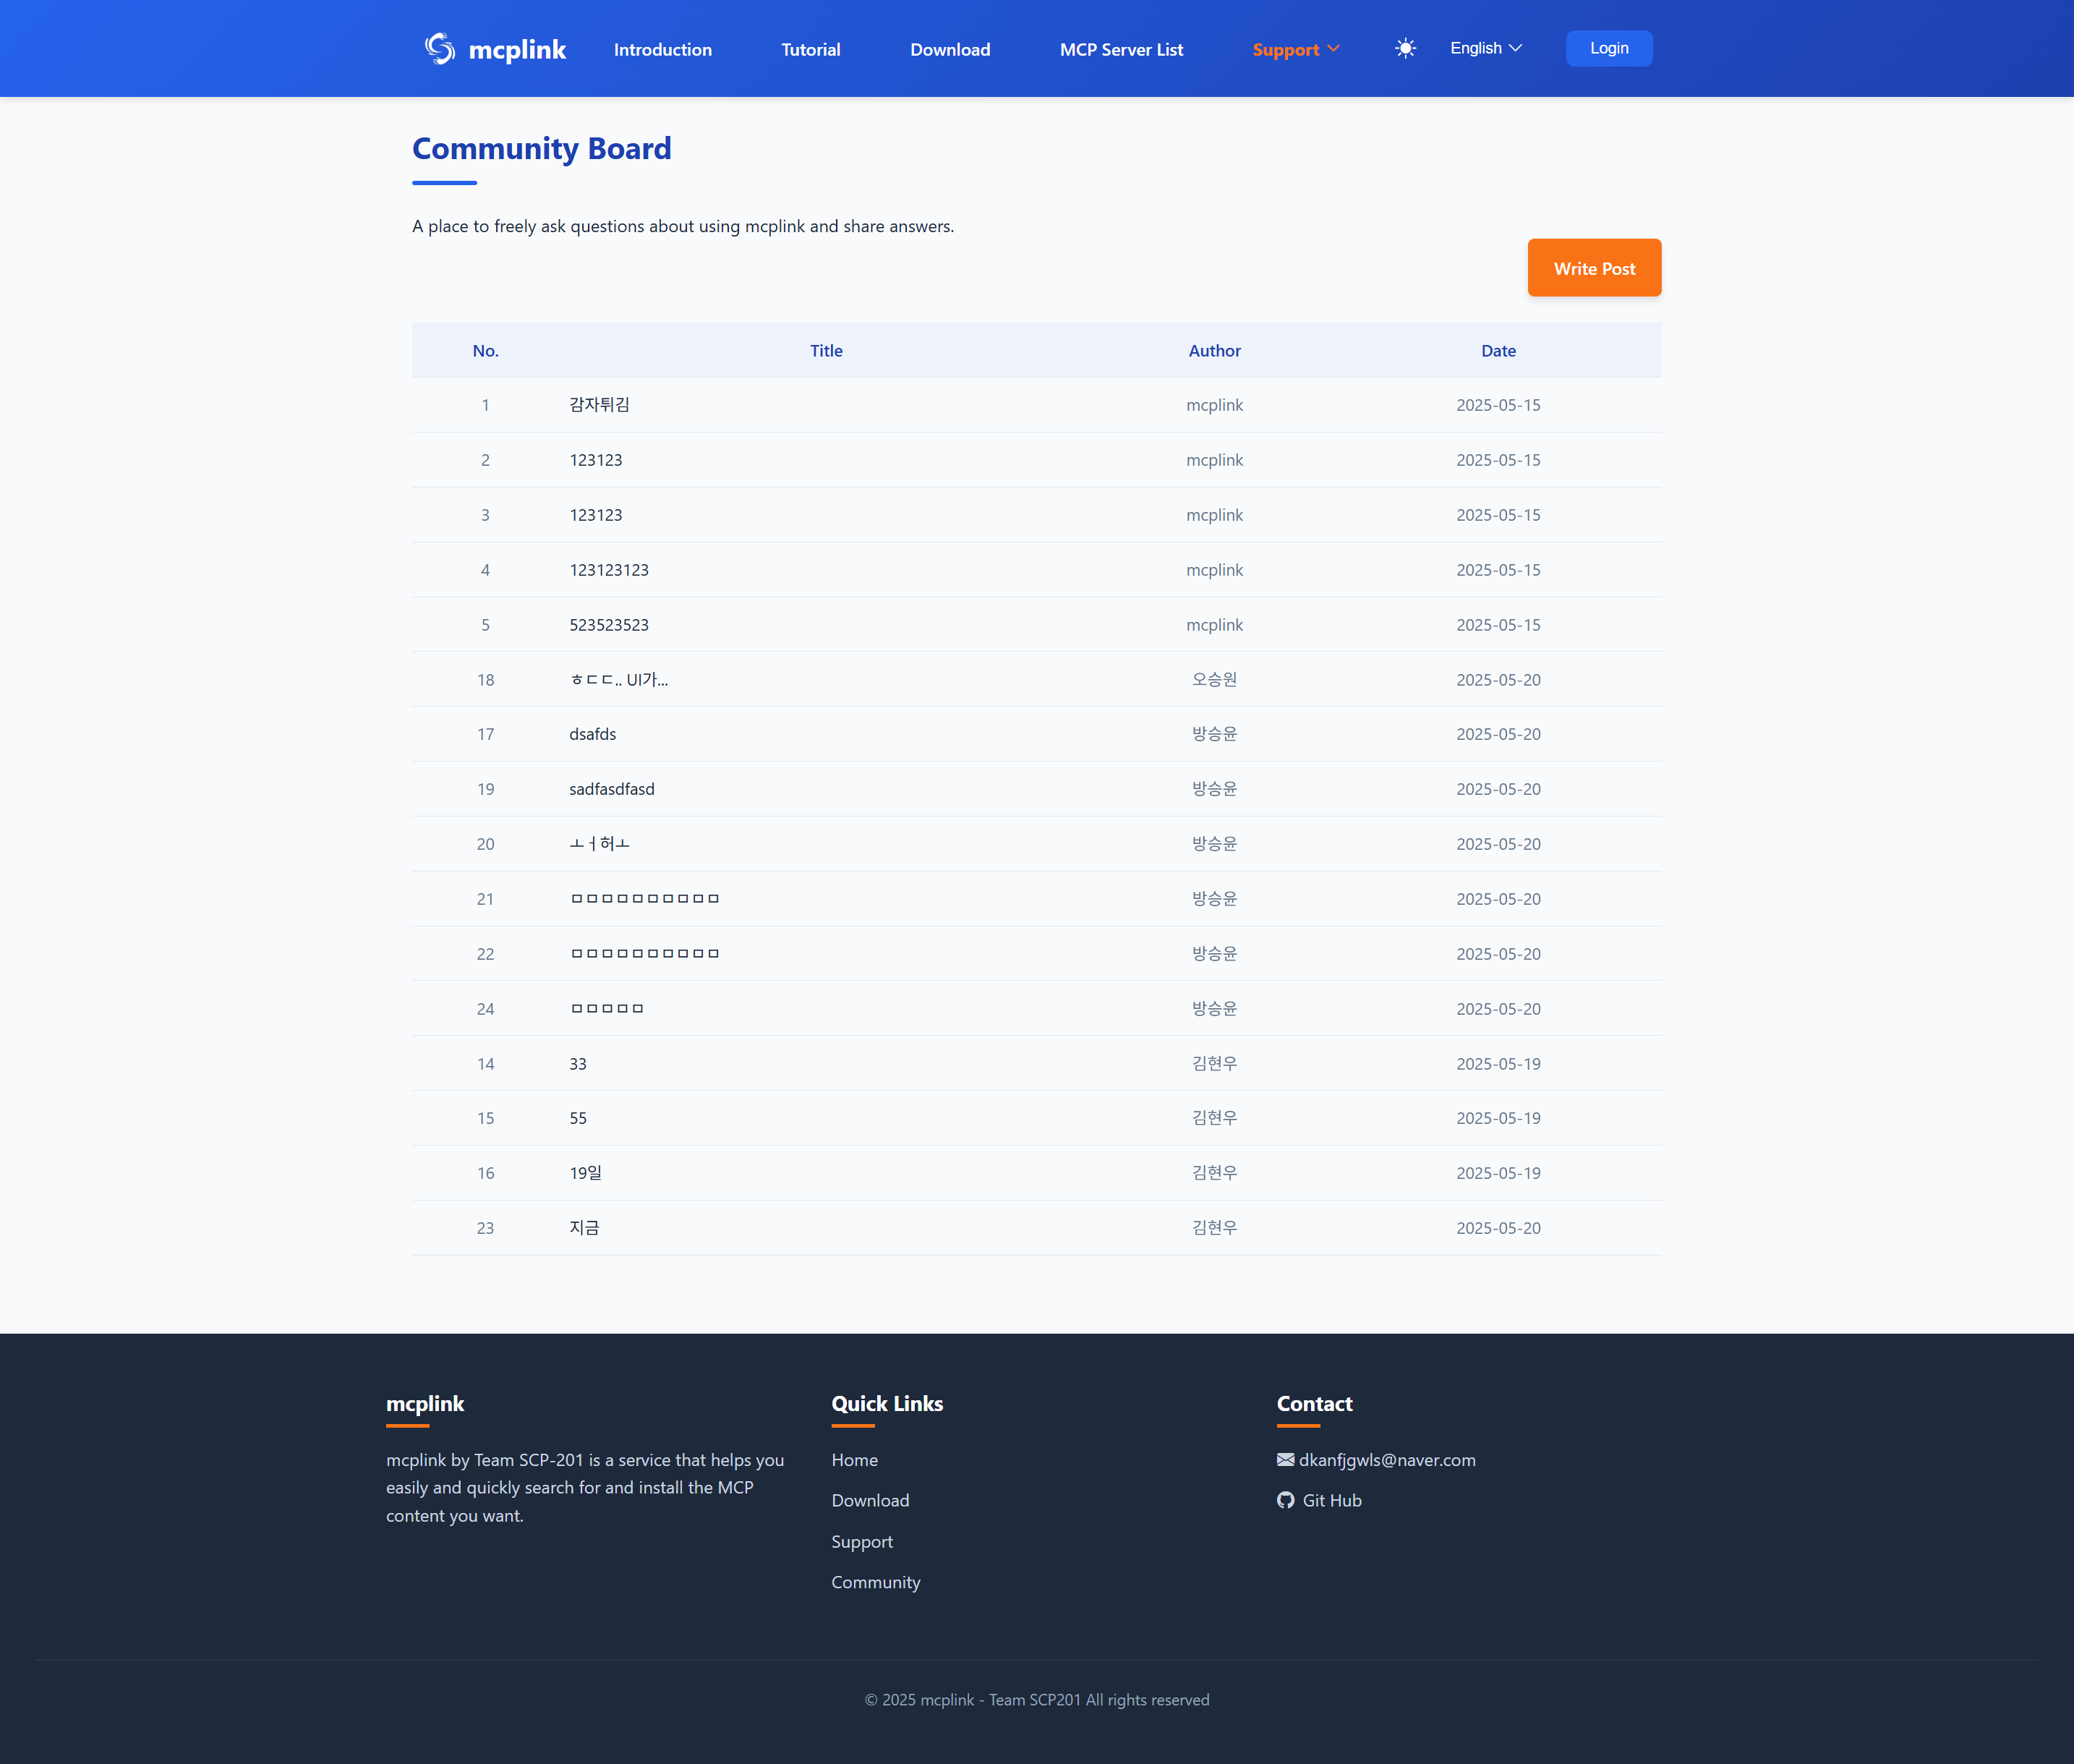 mcplink Introduction Tutorial Download MCP Server List Support English Login
Community Board
A place to freely ask questions about using mcplink and share answers.
Write Post
No. Title Author Date
1 감자튀김 mcplink 2025-05-15
2 123123 mcplink 2025-05-15
3 123123 mcplink 2025-05-15
4 123123123 mcplink 2025-05-15
5 523523523 mcplink 2025-05-15
18 ㅎㄷㄷ.. UI가... 오승원 2025-05-20
17 dsafds 방승윤 2025-05-20
19 sadfasdfasd 방승윤 2025-05-20
20 ㅗㅓ허ㅗ 방승윤 2025-05-20
21 ㅁㅁㅁㅁㅁㅁㅁㅁㅁㅁ 방승윤 2025-05-20
22 ㅁㅁㅁㅁㅁㅁㅁㅁㅁㅁ 방승윤 2025-05-20
24 ㅁㅁㅁㅁㅁ 방승윤 2025-05-20
14 33 김현우 2025-05-19
15 55 김현우 2025-05-19
16 19일 김현우 2025-05-19
23 지금 김현우 2025-05-20
mcplink
mcplink by Team SCP-201 is a service that helps you
easily and quickly search for and install the MCP
content you want.
Quick Links
Home
Download
Support
Community
Contact
dkanfjgwls@naver.com
Git Hub
© 2025 mcplink - Team SCP201 All rights reserved